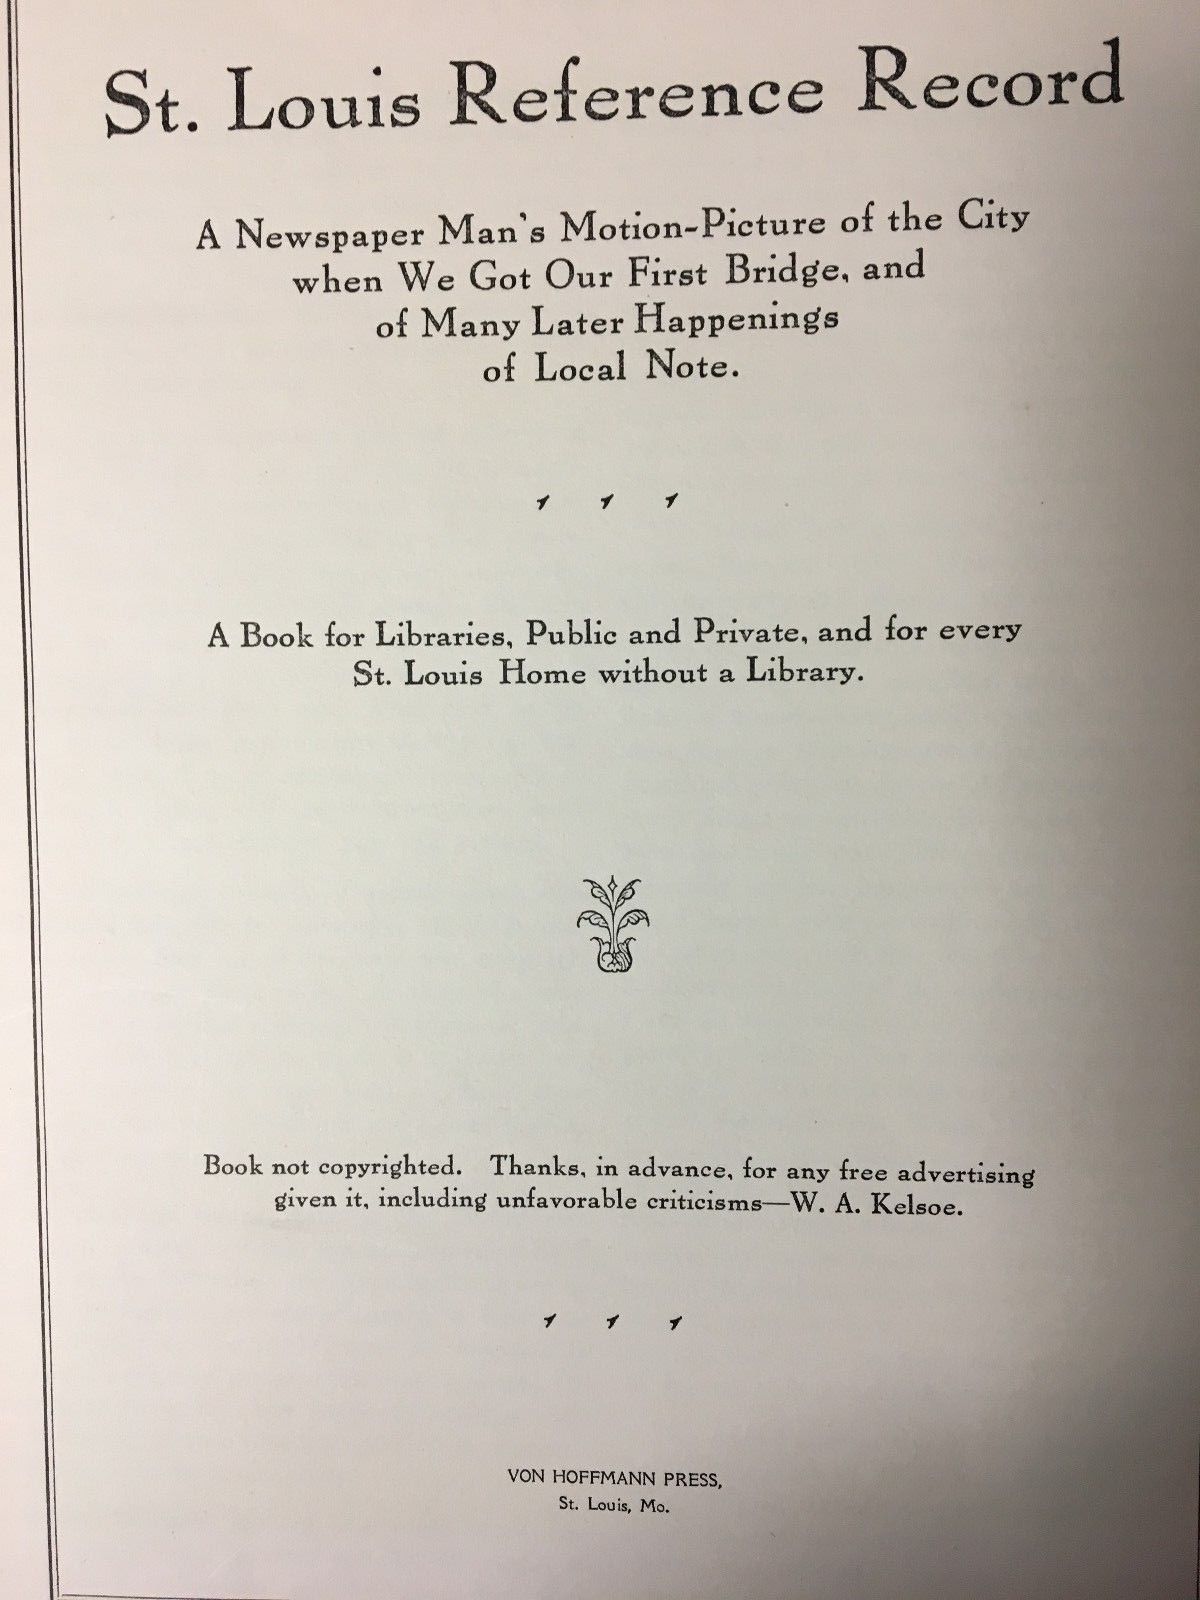 St. Louis Reference Record
A Newspaper Man's Motion-Picture of the City
when We Got Our First Bridge, and
of Many Later Happenings
of Local Note.
A Book for Libraries, Public and Private, and for every
St. Louis Home without a Library.
Book not copyrighted. Thanks, in advance, for any free advertising
given it, including unfavorable criticisms—W. A. Kelsoe.
VON HOFFMANN PRESS,
St. Louis, Mo.